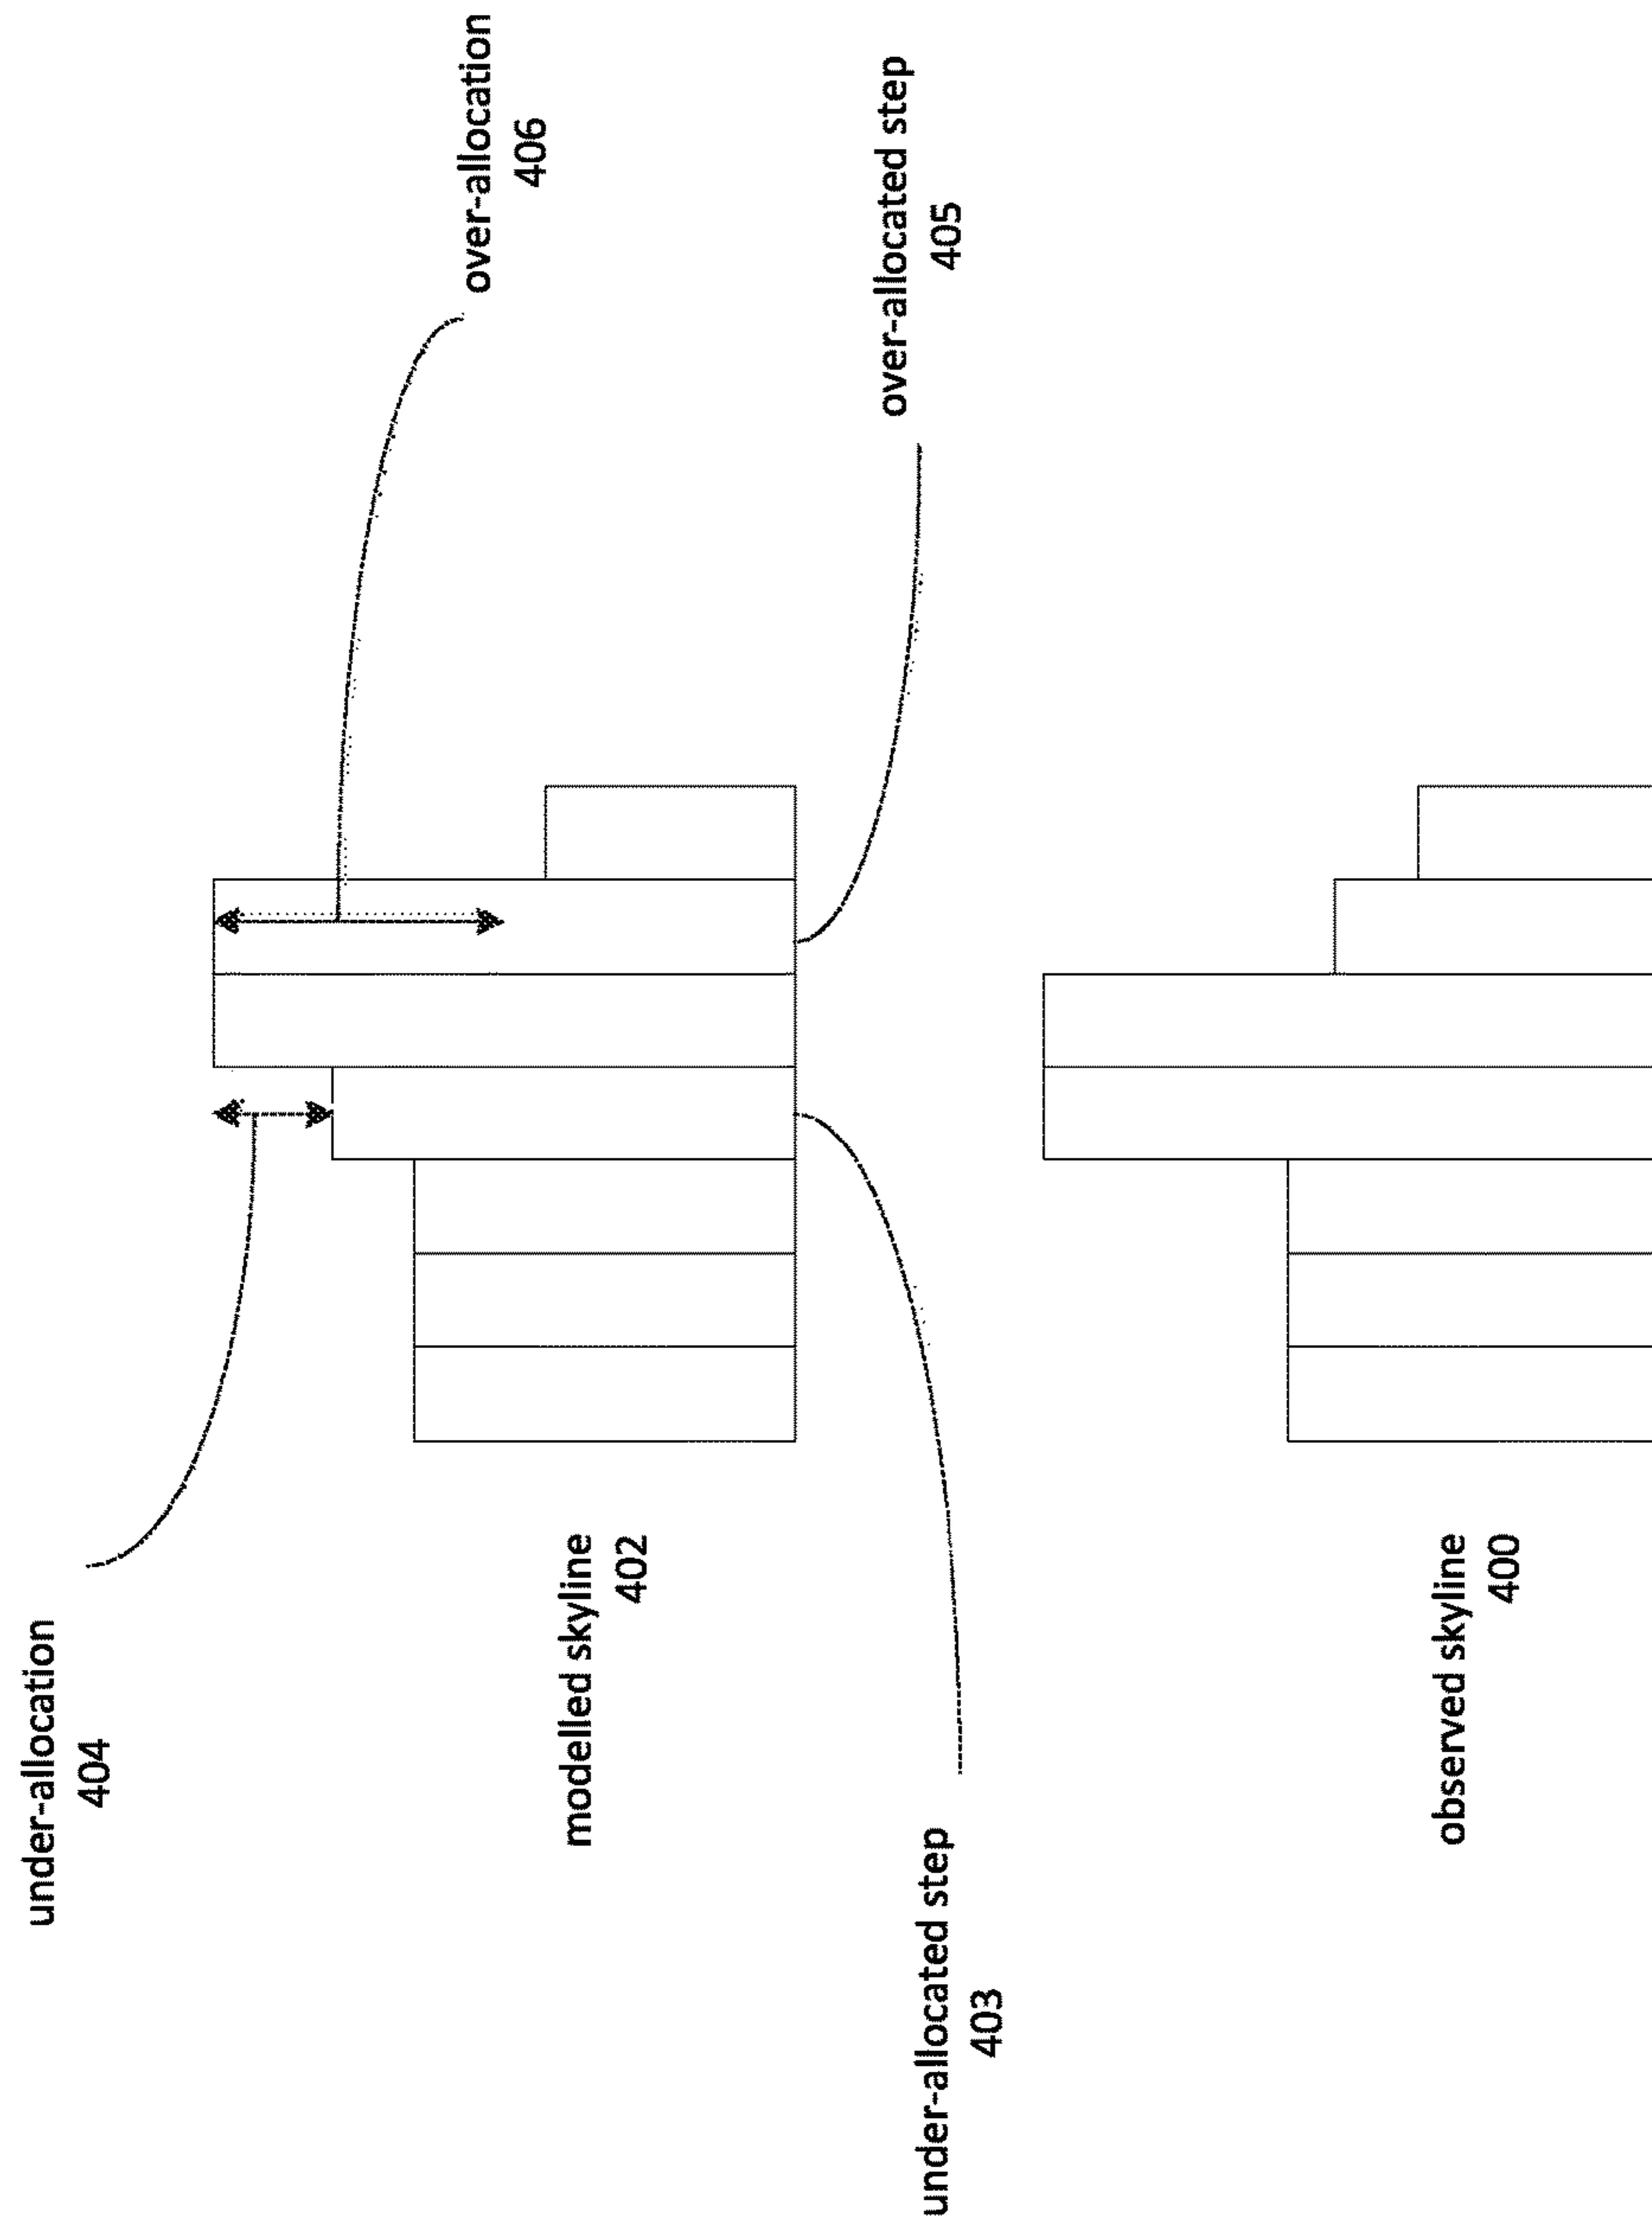 under-allocation
404
modelled skyline
402
under-allocated step
403
observed skyline
400
over-allocation
406
over-allocated step
405